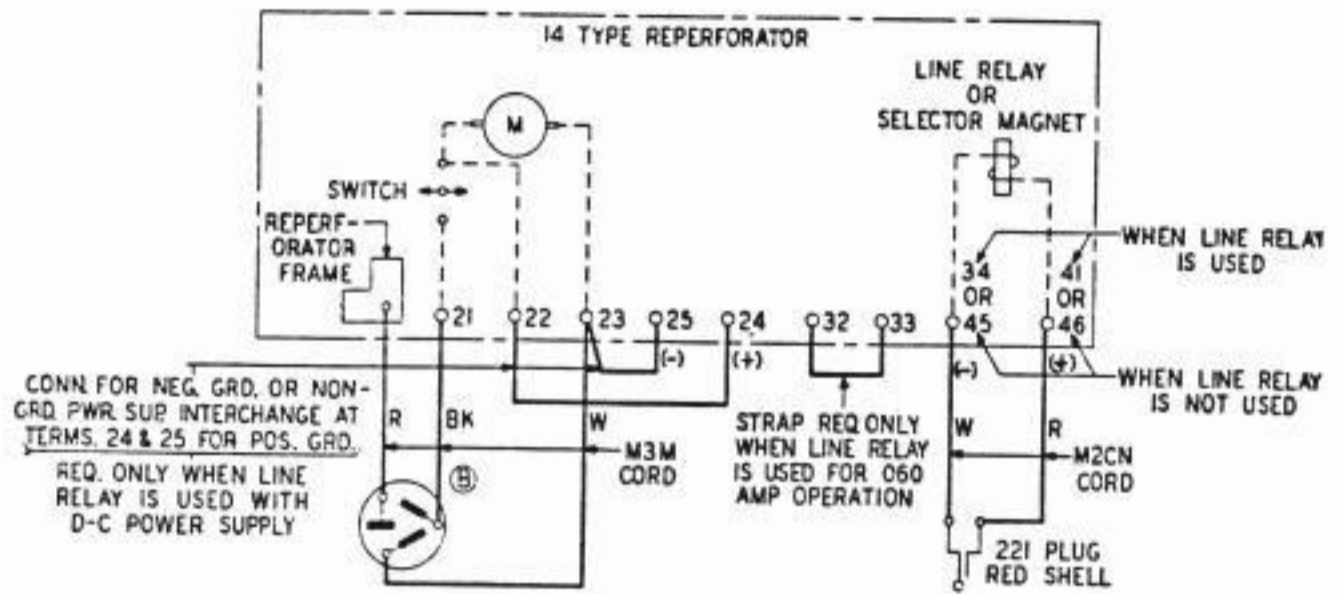 14 TYPE REPERFORATOR
LINE RELAY
OR
SELECTOR MAGNET
M
SWITCH
REPERF-
ORATOR
FRAME
WHEN LINE RELAY
IS USED
34
OR
45
41
OR
46
21
22
23
25
24
32
33
(-)
(+)
(-)
(+)
CONN. FOR NEG. GRD. OR NON-
GRD. PWR. SUP. INTERCHANGE AT
TERMS. 24 & 25 FOR POS. GRD.
REQ. ONLY WHEN LINE
RELAY IS USED WITH
D-C POWER SUPPLY
R
BK
W
M3M
CORD
STRAP REQ. ONLY
WHEN LINE RELAY
IS USED FOR 060
AMP OPERATION
WHEN LINE RELAY
IS NOT USED
W
R
M2CN
CORD
221 PLUG
RED SHELL